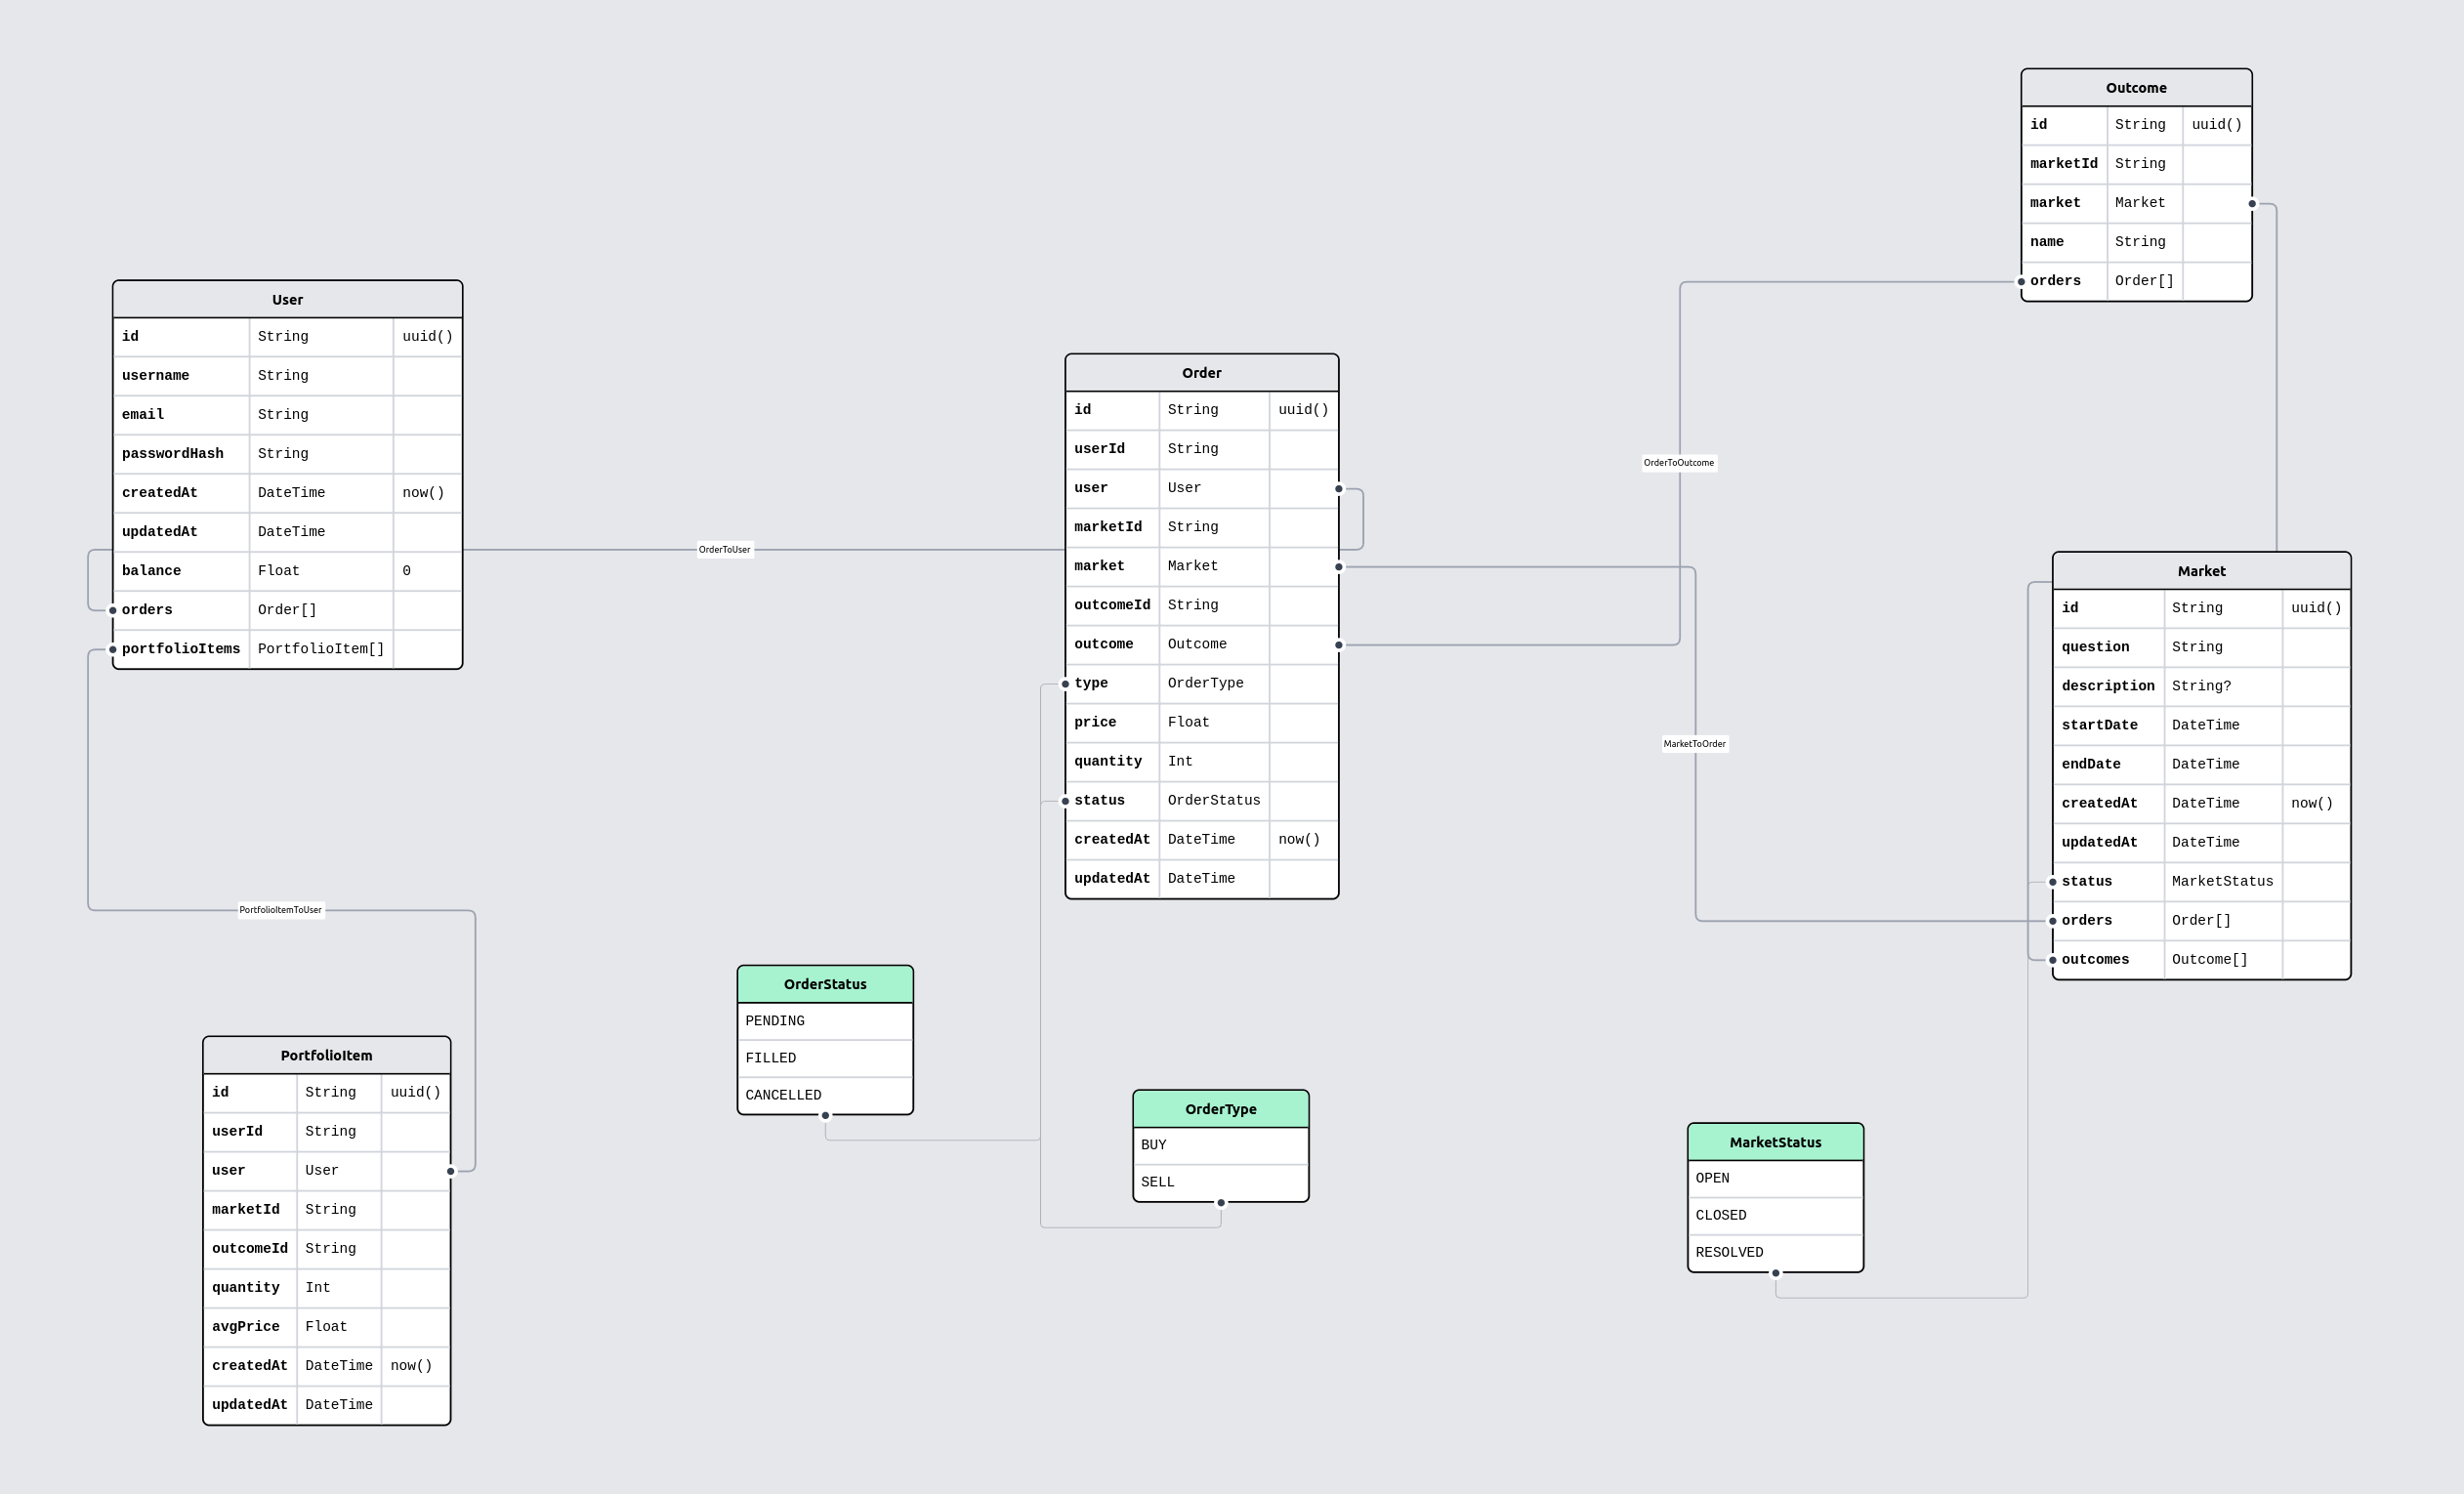 Outcome
id String uuid()
marketId String
market Market
name String
orders Order[]
User
id String uuid()
username String
email String
passwordHash String
createdAt DateTime now()
updatedAt DateTime
balance Float 0
orders Order[]
portfolioItems PortfolioItem[]
OrderToUser
Order
id String uuid()
userId String
user User
marketId String
market Market
outcomeId String
outcome Outcome
type OrderType
price Float
quantity Int
status OrderStatus
createdAt DateTime now()
updatedAt DateTime
OrderToOutcome
MarketToOrder
Market
id String uuid()
question String
description String?
startDate DateTime
endDate DateTime
createdAt DateTime now()
updatedAt DateTime
status MarketStatus
orders Order[]
outcomes Outcome[]
PortfolioItemToUser
PortfolioItem
id String uuid()
userId String
user User
marketId String
outcomeId String
quantity Int
avgPrice Float
createdAt DateTime now()
updatedAt DateTime
OrderStatus
PENDING
FILLED
CANCELLED
OrderType
BUY
SELL
MarketStatus
OPEN
CLOSED
RESOLVED